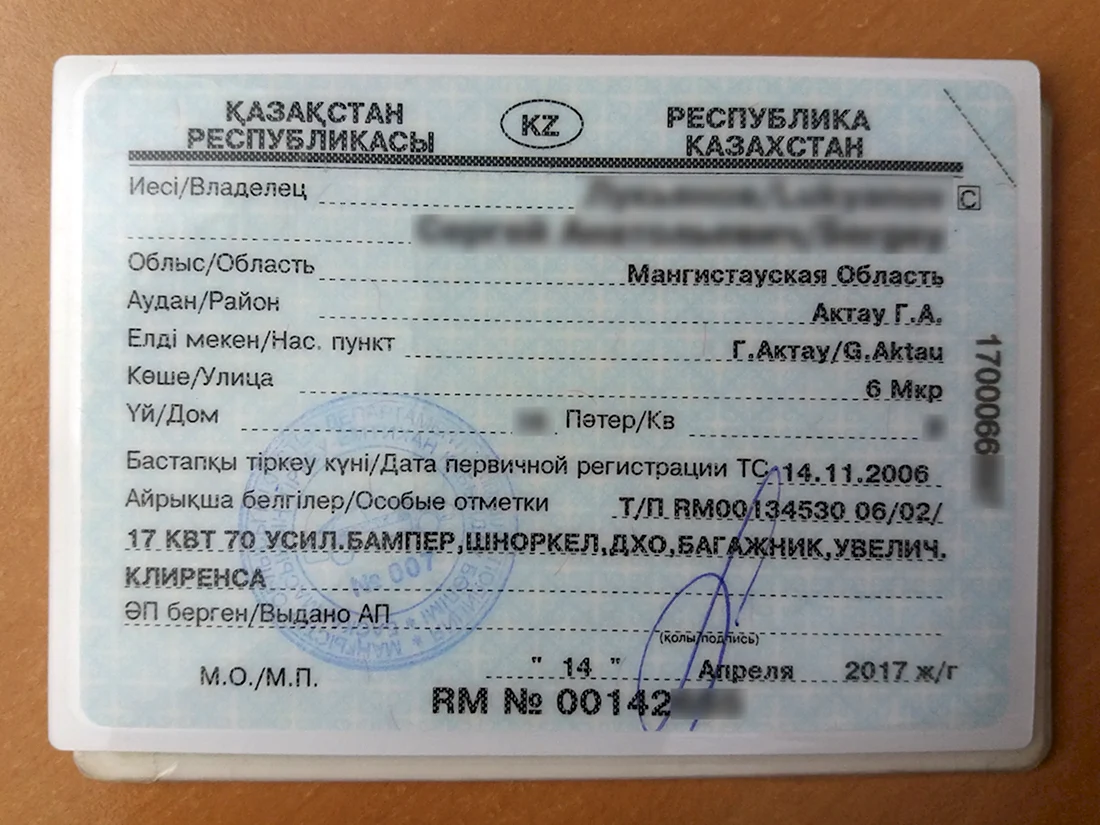 ҚАЗАҚСТАН
РЕСПУБЛИКАСЫ
KZ
РЕСПУБЛИКА
КАЗАХСТАН
Иесі/Владелец
C
Облыс/Область Мангистауская Область
Аудан/Район Актау Г.А.
Елді мекен/Нас. пункт Г.Актау/G.Aktau
Көше/Улица 6 Мкр
Үй/Дом Пәтер/Кв
Бастапқы тіркеу күні/Дата первичной регистрации ТС 14.11.2006
Айрықша белгілер/Особые отметки Т/П RM00134530 06/02/
17 КВТ 70 УСИЛ.БАМПЕР,ШНОРКЕЛ,ДХО,БАГАЖНИК,УВЕЛИЧ.
КЛИРЕНСА
ӘП берген/Выдано АП
(қолы/подпись)
М.О./М.П. " 14 " Апреля 2017 ж/г
RM № 00142
1700066
№ 007